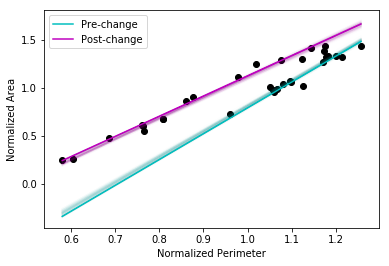 Pre-change
Post-change
1.5
1.0
0.5
0.0
Normalized Area
0.6 0.7 0.8 0.9 1.0 1.1 1.2
Normalized Perimeter